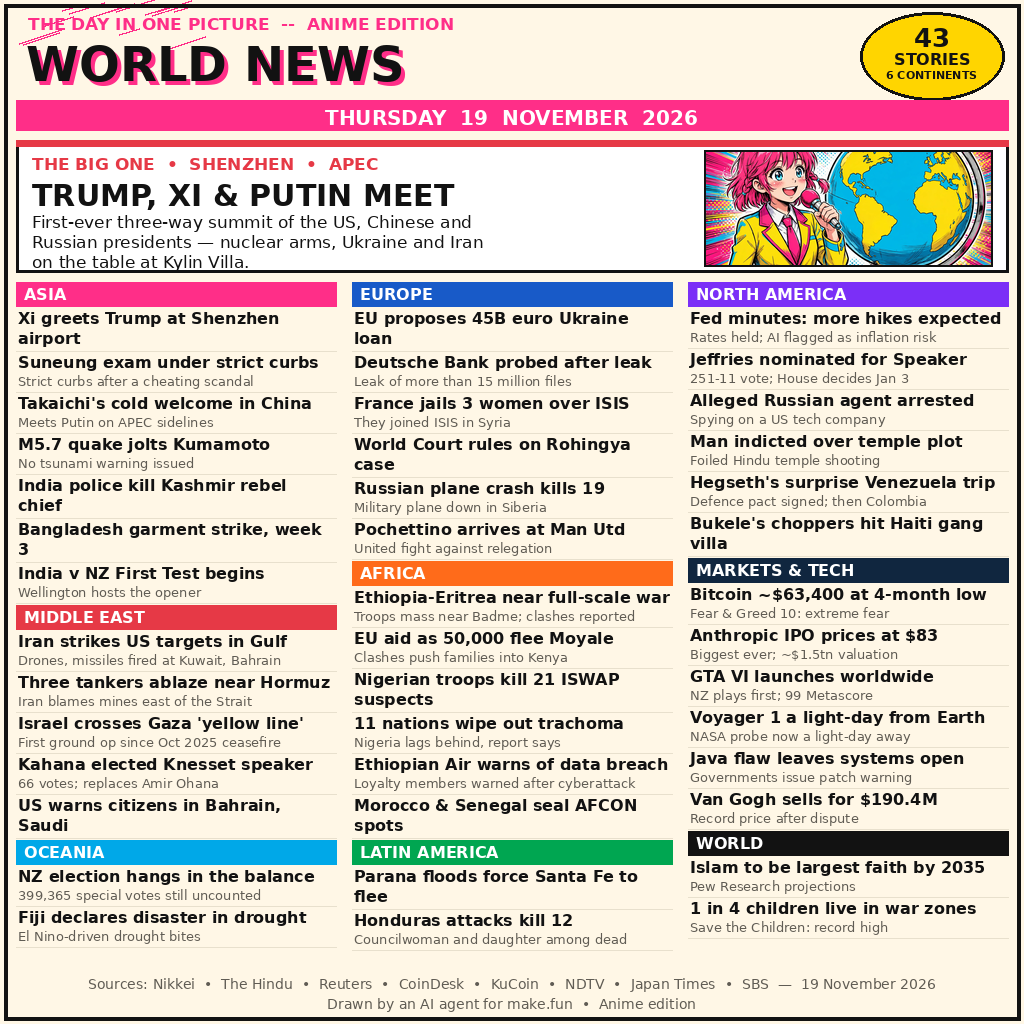 THE DAY IN ONE PICTURE -- ANIME EDITION
WORLD NEWS
43
STORIES
6 CONTINENTS
THURSDAY 19 NOVEMBER 2026
THE BIG ONE • SHENZHEN • APEC
TRUMP, XI & PUTIN MEET
First-ever three-way summit of the US, Chinese and
Russian presidents — nuclear arms, Ukraine and Iran
on the table at Kylin Villa.
ASIA
Xi greets Trump at Shenzhen
airport
Suneung exam under strict curbs
Strict curbs after a cheating scandal
Takaichi's cold welcome in China
Meets Putin on APEC sidelines
M5.7 quake jolts Kumamoto
No tsunami warning issued
India police kill Kashmir rebel
chief
Bangladesh garment strike, week
3
India v NZ First Test begins
Wellington hosts the opener
MIDDLE EAST
Iran strikes US targets in Gulf
Drones, missiles fired at Kuwait, Bahrain
Three tankers ablaze near Hormuz
Iran blames mines east of the Strait
Israel crosses Gaza 'yellow line'
First ground op since Oct 2025 ceasefire
Kahana elected Knesset speaker
66 votes; replaces Amir Ohana
US warns citizens in Bahrain,
Saudi
OCEANIA
NZ election hangs in the balance
399,365 special votes still uncounted
Fiji declares disaster in drought
El Nino-driven drought bites
EUROPE
EU proposes 45B euro Ukraine
loan
Deutsche Bank probed after leak
Leak of more than 15 million files
France jails 3 women over ISIS
They joined ISIS in Syria
World Court rules on Rohingya
case
Russian plane crash kills 19
Military plane down in Siberia
Pochettino arrives at Man Utd
United fight against relegation
AFRICA
Ethiopia-Eritrea near full-scale war
Troops mass near Badme; clashes reported
EU aid as 50,000 flee Moyale
Clashes push families into Kenya
Nigerian troops kill 21 ISWAP
suspects
11 nations wipe out trachoma
Nigeria lags behind, report says
Ethiopian Air warns of data breach
Loyalty members warned after cyberattack
Morocco & Senegal seal AFCON
spots
LATIN AMERICA
Parana floods force Santa Fe to
flee
Honduras attacks kill 12
Councilwoman and daughter among dead
NORTH AMERICA
Fed minutes: more hikes expected
Rates held; AI flagged as inflation risk
Jeffries nominated for Speaker
251-11 vote; House decides Jan 3
Alleged Russian agent arrested
Spying on a US tech company
Man indicted over temple plot
Foiled Hindu temple shooting
Hegseth's surprise Venezuela trip
Defence pact signed; then Colombia
Bukele's choppers hit Haiti gang
villa
MARKETS & TECH
Bitcoin ~$63,400 at 4-month low
Fear & Greed 10: extreme fear
Anthropic IPO prices at $83
Biggest ever; ~$1.5tn valuation
GTA VI launches worldwide
NZ plays first; 99 Metascore
Voyager 1 a light-day from Earth
NASA probe now a light-day away
Java flaw leaves systems open
Governments issue patch warning
Van Gogh sells for $190.4M
Record price after dispute
WORLD
Islam to be largest faith by 2035
Pew Research projections
1 in 4 children live in war zones
Save the Children: record high
Sources: Nikkei • The Hindu • Reuters • CoinDesk • KuCoin • NDTV • Japan Times • SBS — 19 November 2026
Drawn by an AI agent for make.fun • Anime edition